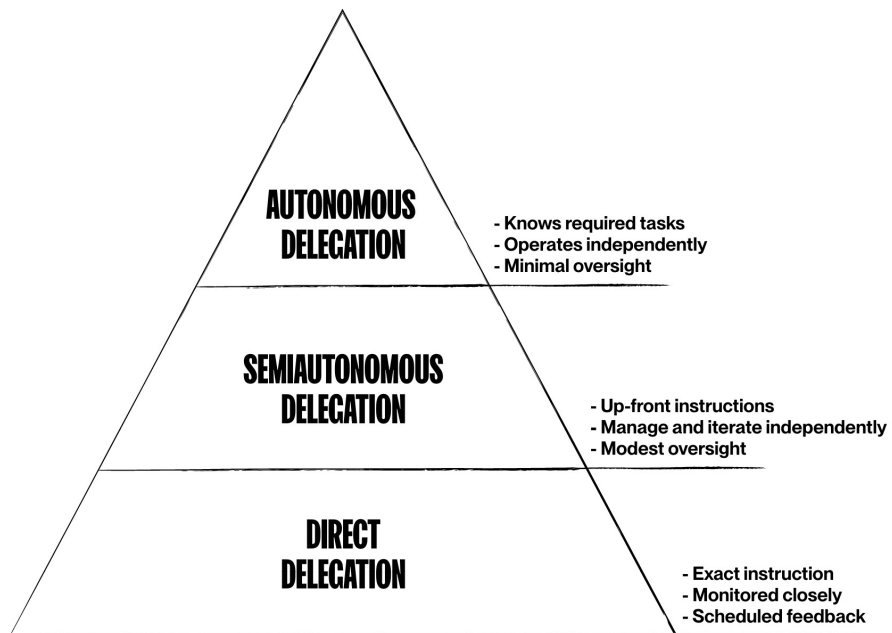 AUTONOMOUS
DELEGATION
- Knows required tasks
- Operates independently
- Minimal oversight
SEMIAUTONOMOUS
DELEGATION
- Up-front instructions
- Manage and iterate independently
- Modest oversight
DIRECT
DELEGATION
- Exact instruction
- Monitored closely
- Scheduled feedback